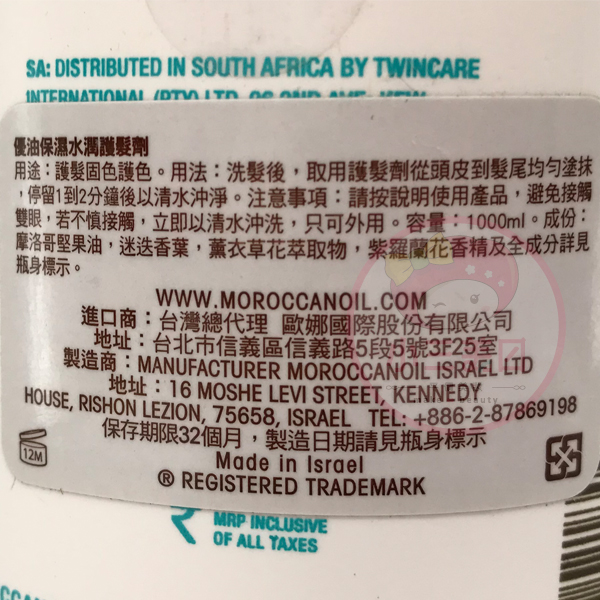 SA: DISTRIBUTED IN SOUTH AFRICA BY TWINCARE
INTERNATIONAL (PTY) LTD, 2ND AVE, KEW
優油保濕水潤護髮劑
用途：護髮固色護色。用法：洗髮後，取用護髮劑從頭皮到髮尾均勻塗抹
，停留1到2分鐘後以清水沖淨。注意事項：請按說明使用產品，避免接觸
雙眼，若不慎接觸，立即以清水沖洗，只可外用。容量：1000ml。成份：
摩洛哥堅果油，迷迭香葉，薰衣草花萃取物，紫羅蘭花香精及全成分詳見
瓶身標示。
WWW.MOROCCANOIL.COM
進口商：台灣總代理 歐娜國際股份有限公司
地址：台北市信義區信義路5段5號3F25室
製造商：MANUFACTURER MOROCCANOIL ISRAEL LTD
地址：16 MOSHE LEVI STREET, KENNEDY
HOUSE, RISHON LEZION, 75658, ISRAEL TEL: +886-2-87869198
保存期限32個月，製造日期請見瓶身標示
12M
Made in Israel
® REGISTERED TRADEMARK
MRP INCLUSIVE
OF ALL TAXES